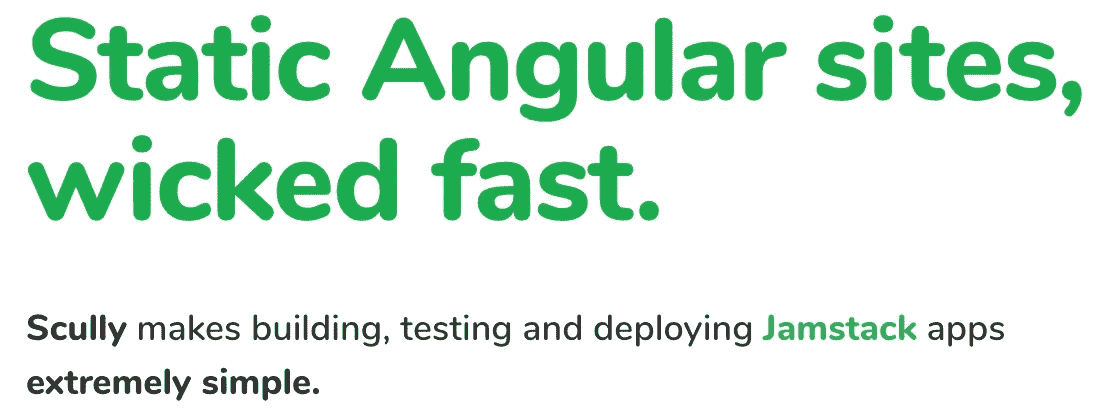 Static Angular sites,
wicked fast.
Scully makes building, testing and deploying Jamstack apps
extremely simple.